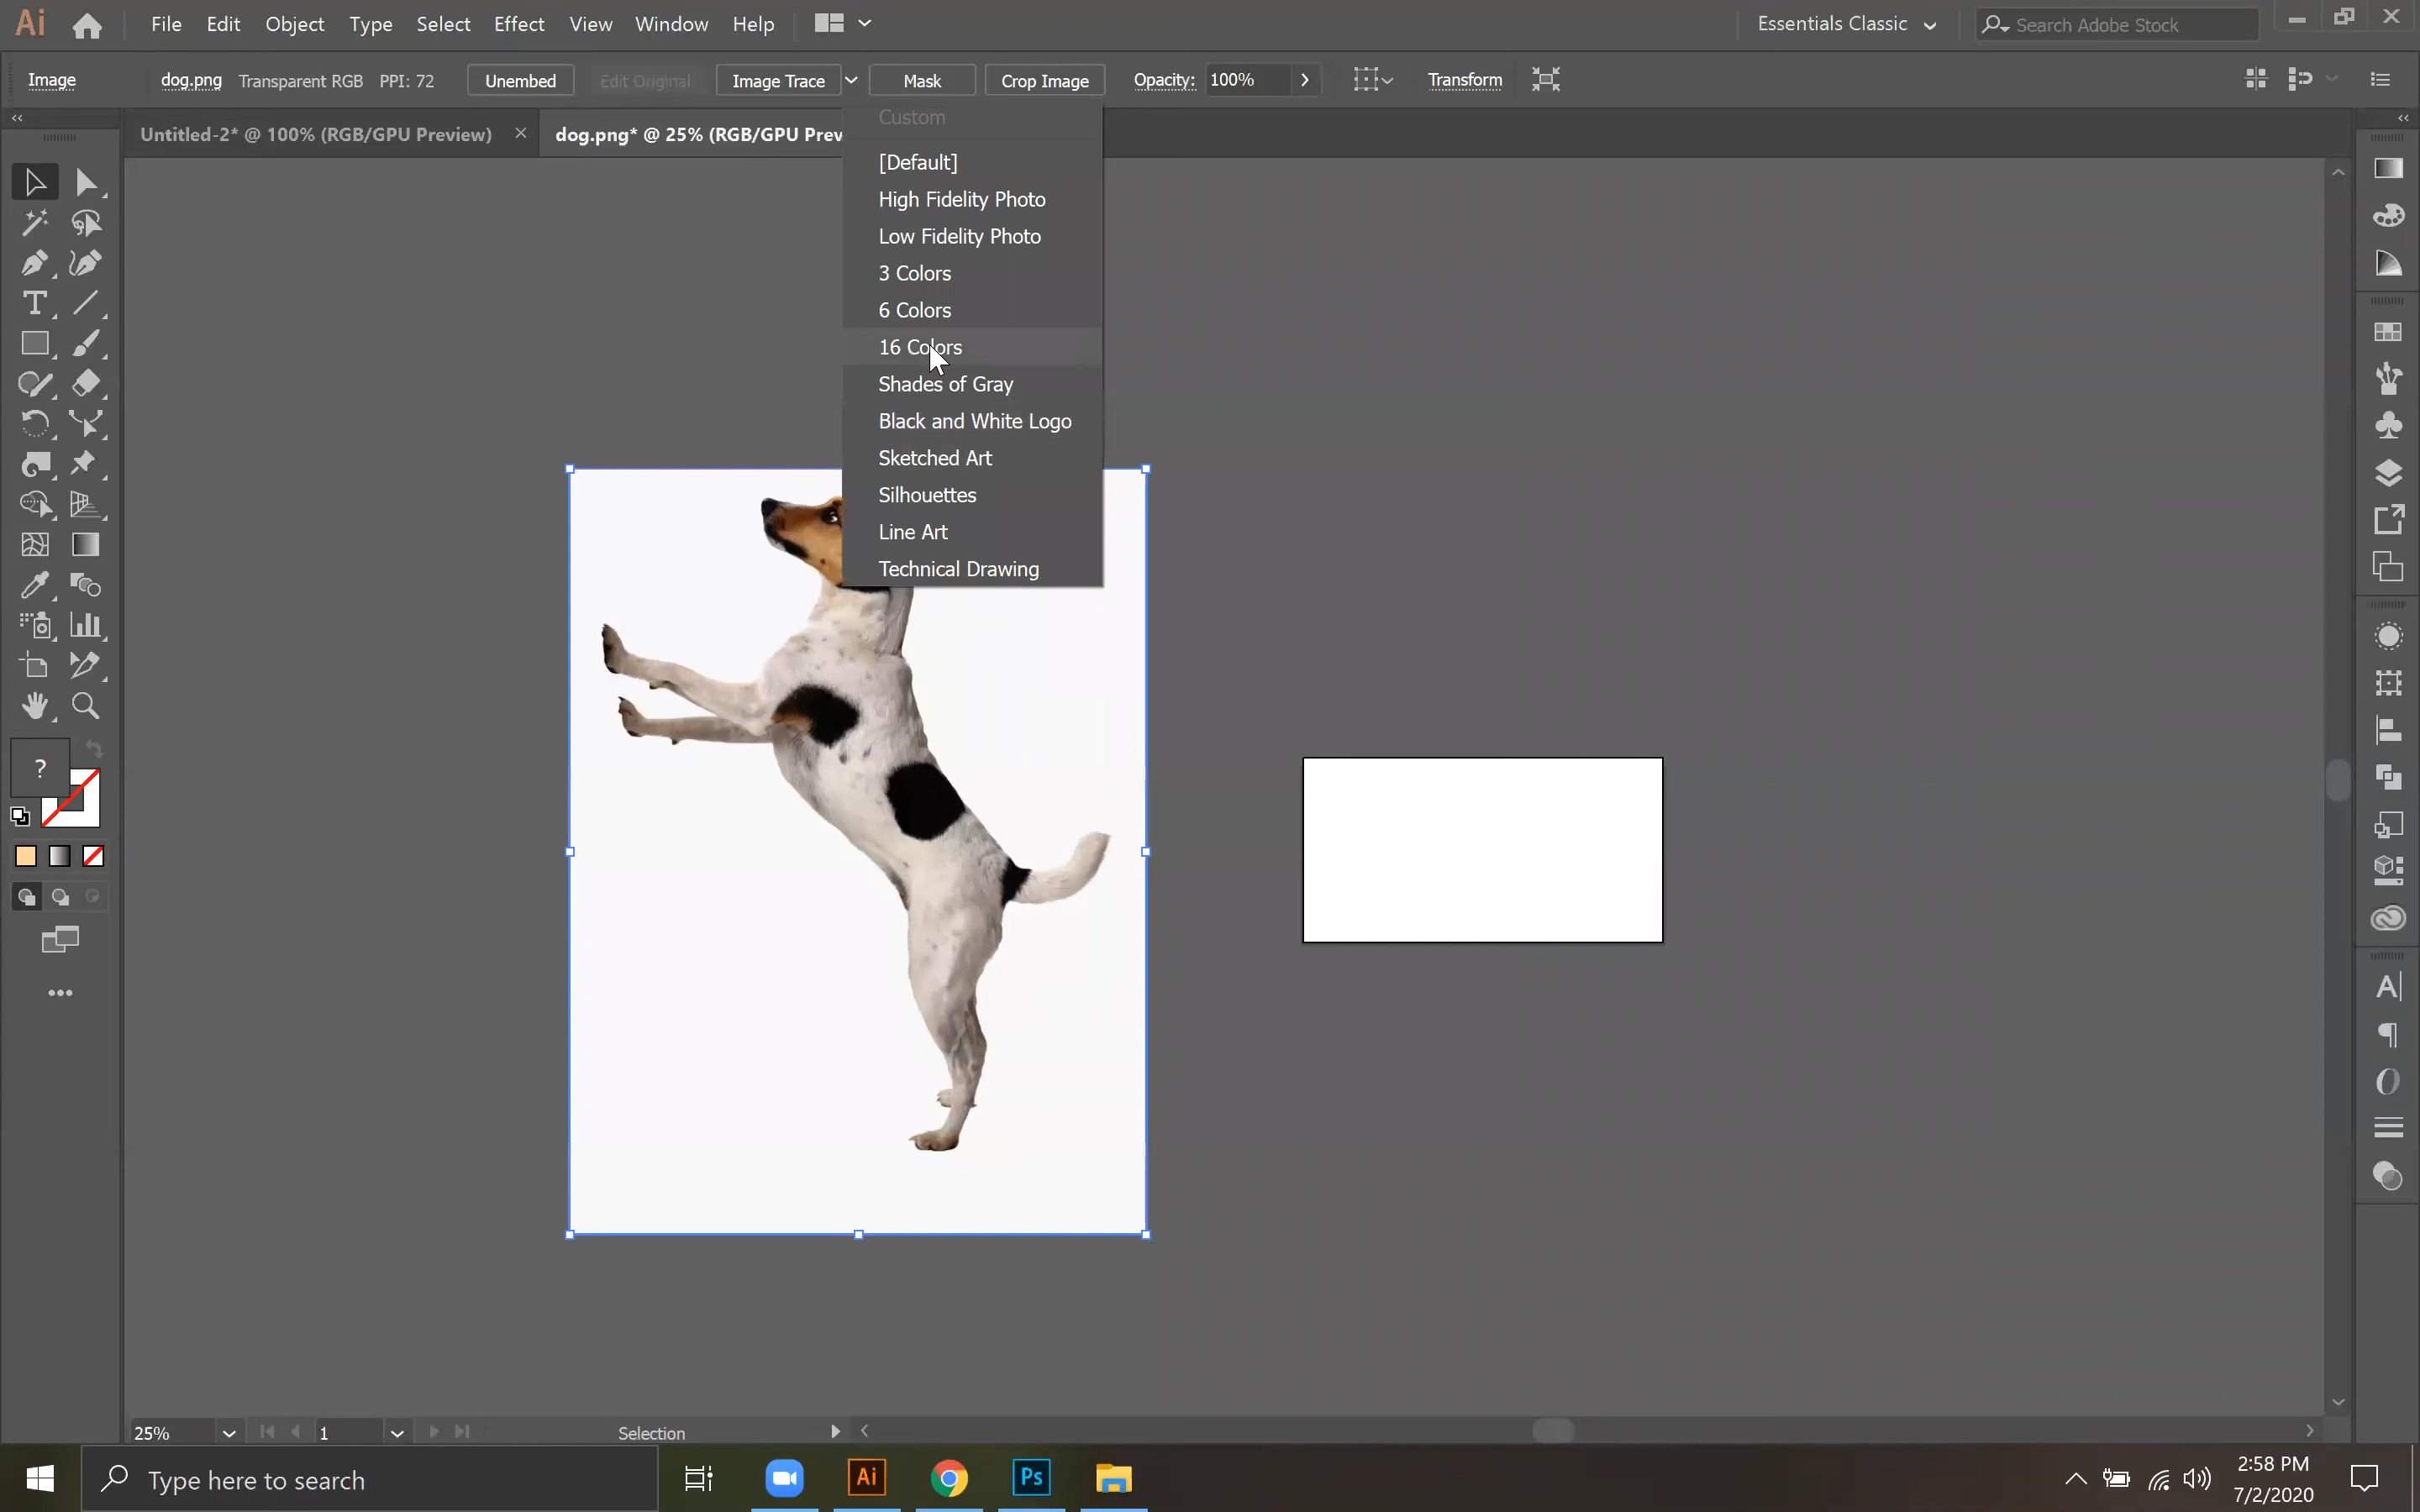 Ai File Edit Object Type Select Effect View Window Help Essentials Classic Search Adobe Stock
Image dog.png Transparent RGB PPI: 72 Unembed Edit Original Image Trace Mask Crop Image Opacity: 100% Transform
Untitled-2* @ 100% (RGB/GPU Preview) × dog.png* @ 25% (RGB/GPU Prev
Custom
[Default]
High Fidelity Photo
Low Fidelity Photo
3 Colors
6 Colors
16 Colors
Shades of Gray
Black and White Logo
Sketched Art
Silhouettes
Line Art
Technical Drawing
?
25% 1 Selection
Type here to search Ai Ps 2:58 PM
7/2/2020